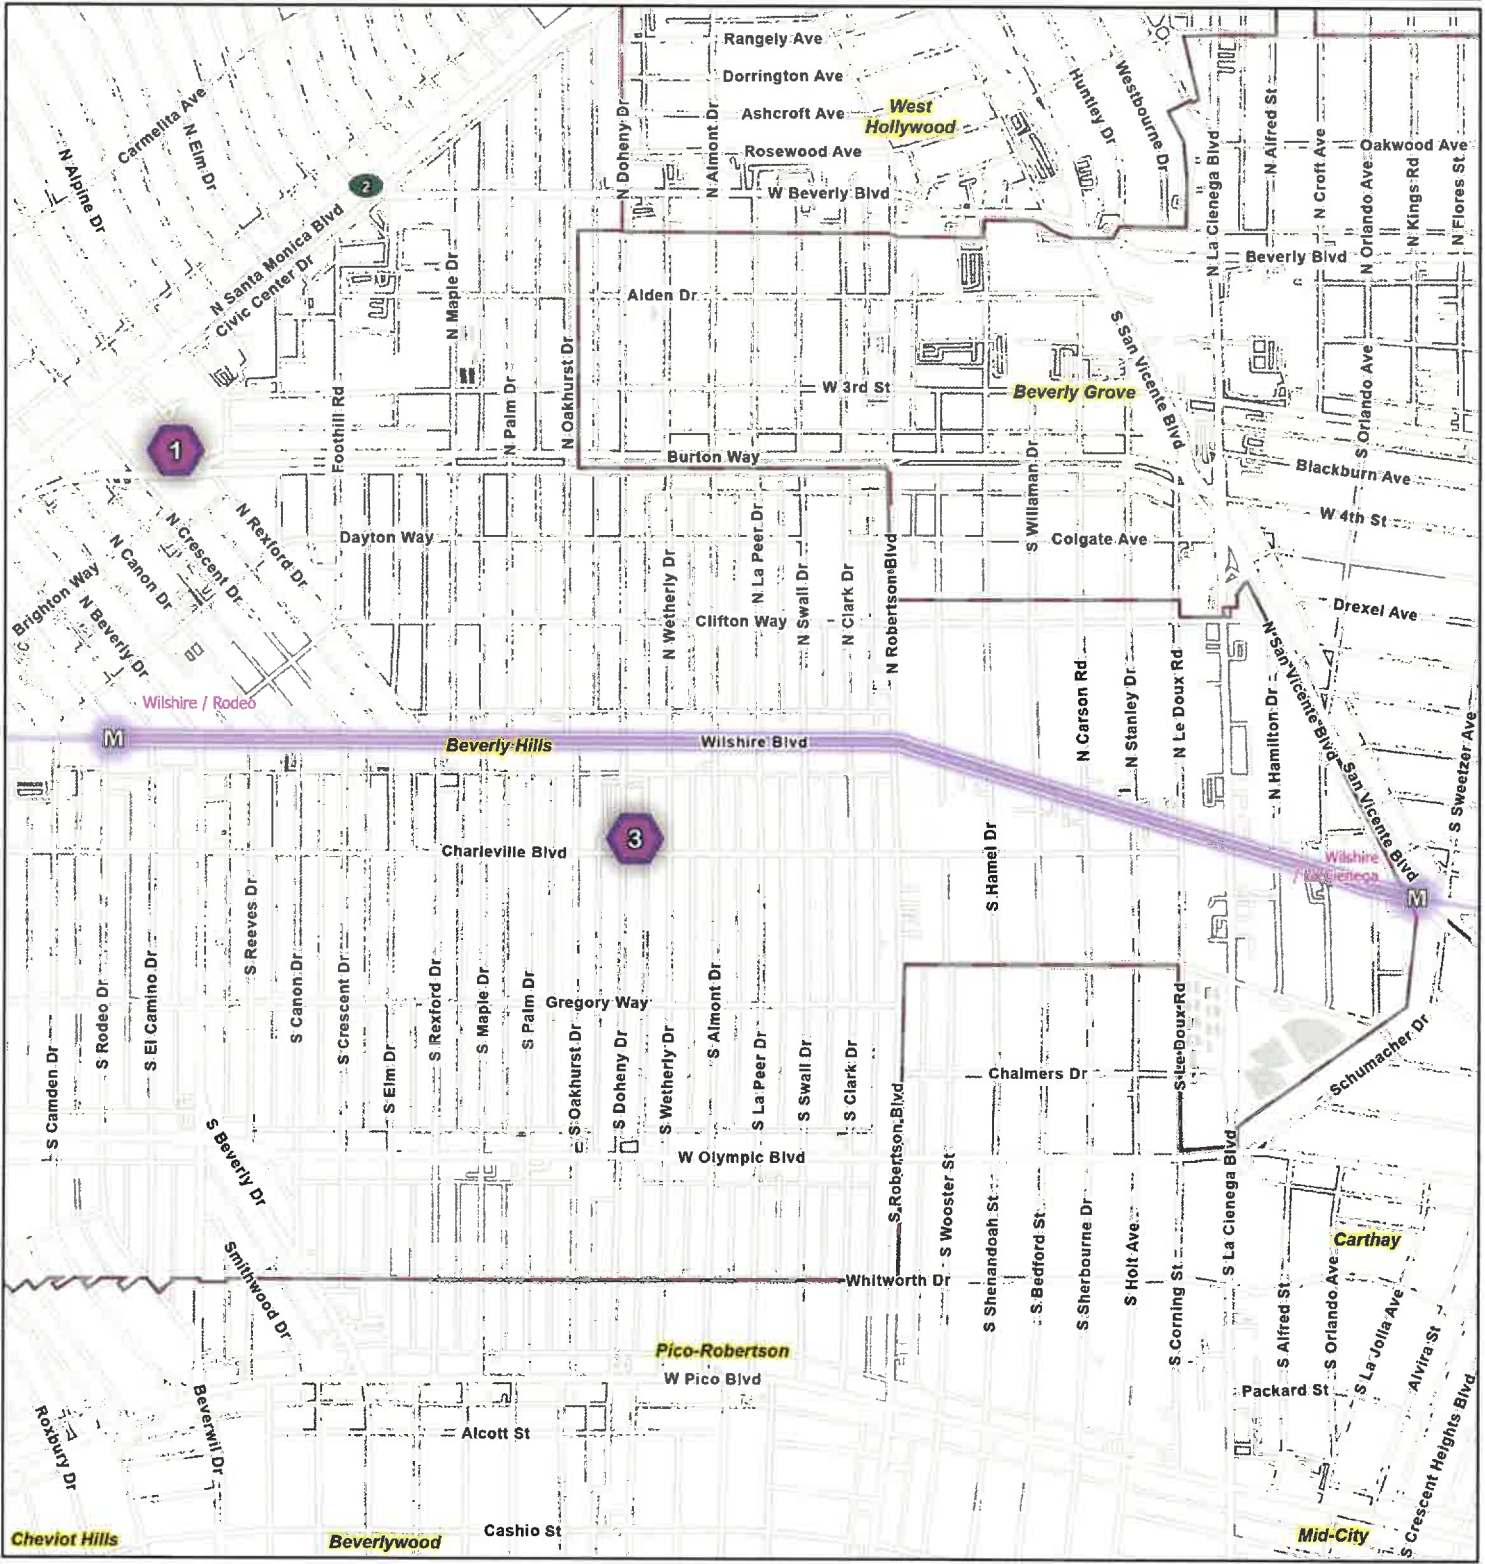 Rangely Ave
Dorrington Ave
Ashcroft Ave
West
Hollywood
Rosewood Ave
W Beverly Blvd
N Doheny Dr
N Almont Dr
Huntley Dr
Westbourne Dr
N La Cienega Blvd
N Alfred St
N Croft Ave
Oakwood Ave
N Orlando Ave
N Kings Rd
N Flores St
Beverly Blvd
Carmelita Ave
N Elm Dr
N Alpine Dr
2
N Santa Monica Blvd
Civic Center Dr
N Maple Dr
Alden Dr
S San Vicente Blvd
N Oakhurst Dr
N Palm Dr
Foothill Rd
W 3rd St
Beverly Grove
S Orlando Ave
1
Burton Way
Blackburn Ave
W 4th St
S Willaman Dr
Colgate Ave
Dayton Way
N Rexford Dr
N Crescent Dr
N Canon Dr
Brighton Way
N Beverly Dr
N La Peer Dr
N Wetherly Dr
Clifton Way
N Swall Dr
N Clark Dr
N Robertson Blvd
Drexel Ave
N San Vicente Blvd
N Carson Rd
N Stanley Dr
N Le Doux Rd
N Hamilton Dr
San Vicente Blvd
S Sweetzer Ave
Wilshire / Rodeo
M
Beverly Hills
Wilshire Blvd
3
Charleville Blvd
S Hamel Dr
Wilshire
/ La Cienega
M
S Reeves Dr
S Rodeo Dr
S El Camino Dr
S Canon Dr
S Crescent Dr
S Rexford Dr
S Maple Dr
S Palm Dr
Gregory Way
S Camden Dr
S Elm Dr
S Oakhurst Dr
S Doheny Dr
S Wetherly Dr
S Almont Dr
S La Peer Dr
S Swall Dr
S Clark Dr
S Robertson Blvd
Chalmers Dr
S Le Doux Rd
Schumacher Dr
S Beverly Dr
W Olympic Blvd
S Wooster St
S Shenandoah St
S Bedford St
S Sherbourne Dr
S Holt Ave
S Corning St
S La Cienega Blvd
Carthay
Smithwood Dr
Whitworth Dr
S Alfred St
S Orlando Ave
S La Jolla Ave
Alvira St
S Crescent Heights Blvd
Pico-Robertson
W Pico Blvd
Packard St
Roxbury Dr
Beverwil Dr
Alcott St
Cashio St
Cheviot Hills
Beverlywood
Mid-City